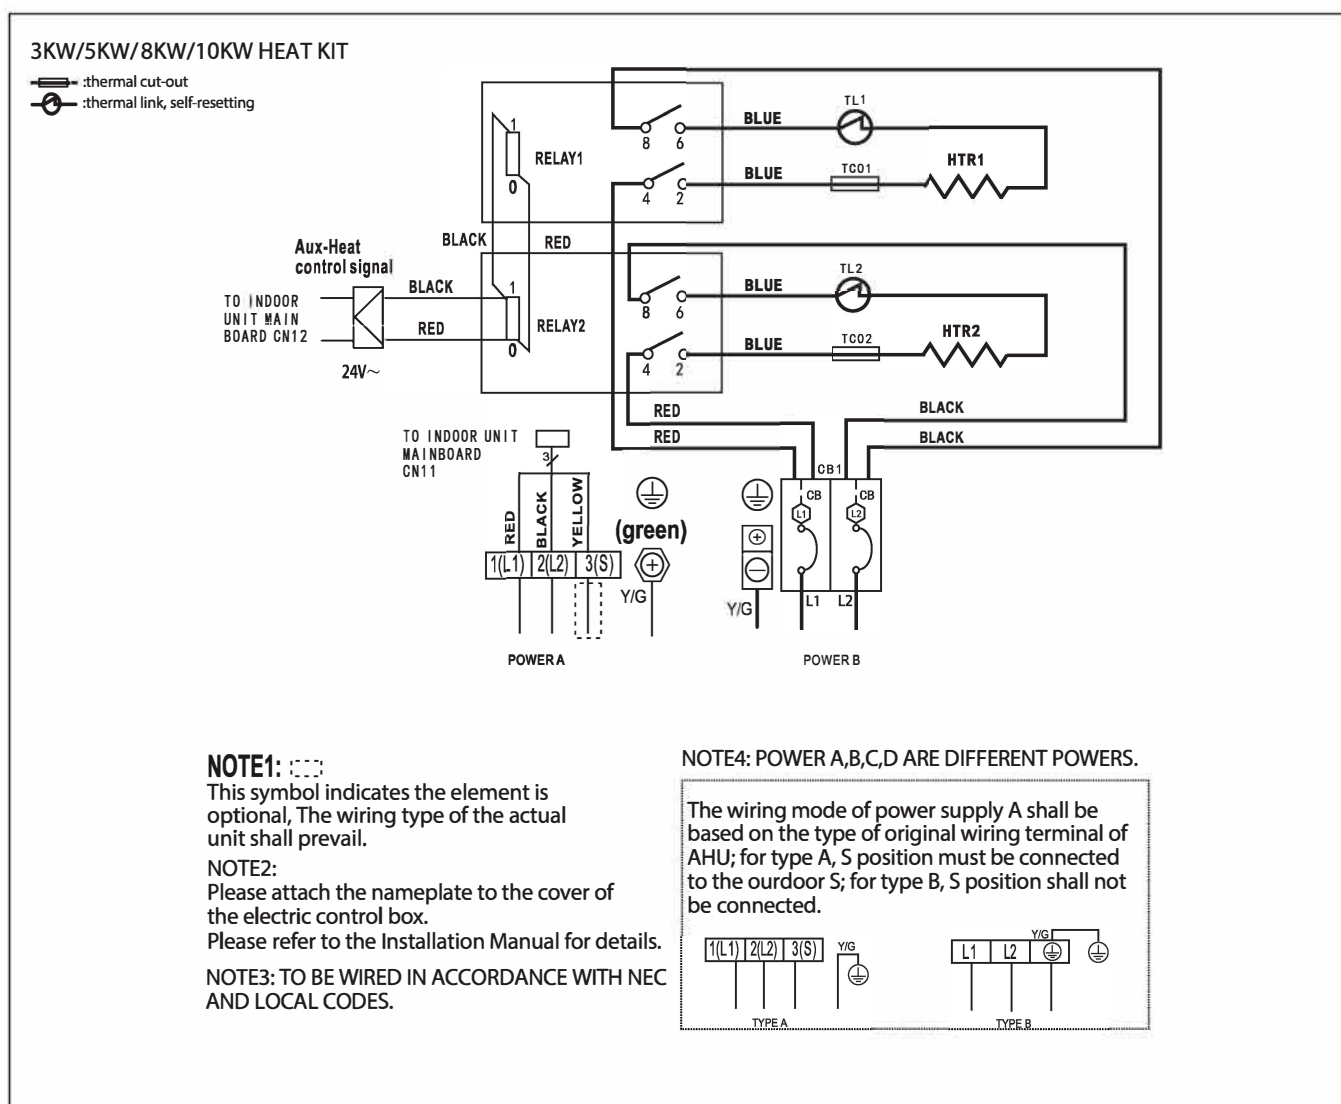 3KW/5KW/8KW/10KW HEAT KIT
:thermal cut-out
:thermal link, self-resetting
1
RELAY1
0
8
6
4
2
BLUE
BLUE
TL1
TCO1
HTR1
BLACK
RED
Aux-Heat
control signal
TO INDOOR
UNIT MAIN
BOARD CN12
BLACK
RED
24V~
1
RELAY2
0
8
6
4
2
BLUE
BLUE
TL2
TCO2
HTR2
RED
RED
BLACK
BLACK
TO INDOOR UNIT
MAINBOARD
CN11
3
RED
BLACK
YELLOW
1(L1)
2(L2)
3(S)
(green)
Y/G
POWER A
Y/G
CB1
CB
CB
L1
L2
L1
L2
POWER B
NOTE1:
This symbol indicates the element is
optional, The wiring type of the actual
unit shall prevail.
NOTE2:
Please attach the nameplate to the cover of
the electric control box.
Please refer to the Installation Manual for details.
NOTE3: TO BE WIRED IN ACCORDANCE WITH NEC
AND LOCAL CODES.
NOTE4: POWER A,B,C,D ARE DIFFERENT POWERS.
The wiring mode of power supply A shall be
based on the type of original wiring terminal of
AHU; for type A, S position must be connected
to the ourdoor S; for type B, S position shall not
be connected.
1(L1) 2(L2) 3(S)
Y/G
TYPE A
L1 L2
Y/G
TYPE B